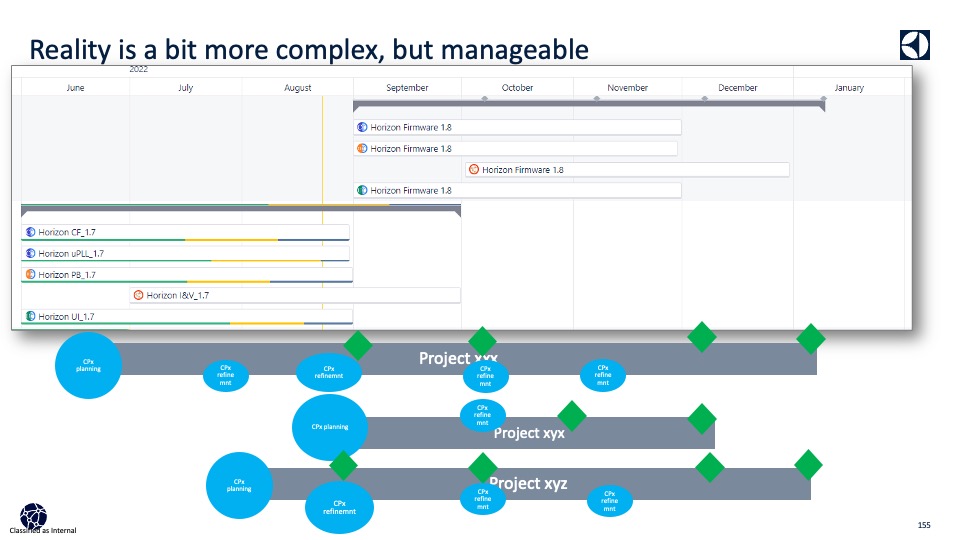 Reality is a bit more complex, but manageable
2022
June July August September October November December January
Horizon Firmware 1.8
Horizon Firmware 1.8
Horizon Firmware 1.8
Horizon Firmware 1.8
Horizon CF_1.7
Horizon uPLL_1.7
Horizon PB_1.7
Horizon I&V_1.7
Horizon UI_1.7
Project xxx
CPx
planning
CPx
refine
mnt
CPx
refinemnt
CPx
refine
mnt
CPx
refine
mnt
CPx planning
CPx
refine
mnt
Project xyx
CPx
planning
Project xyz
CPx
refinemnt
CPx
refine
mnt
CPx
refine
mnt
Classified as Internal
155